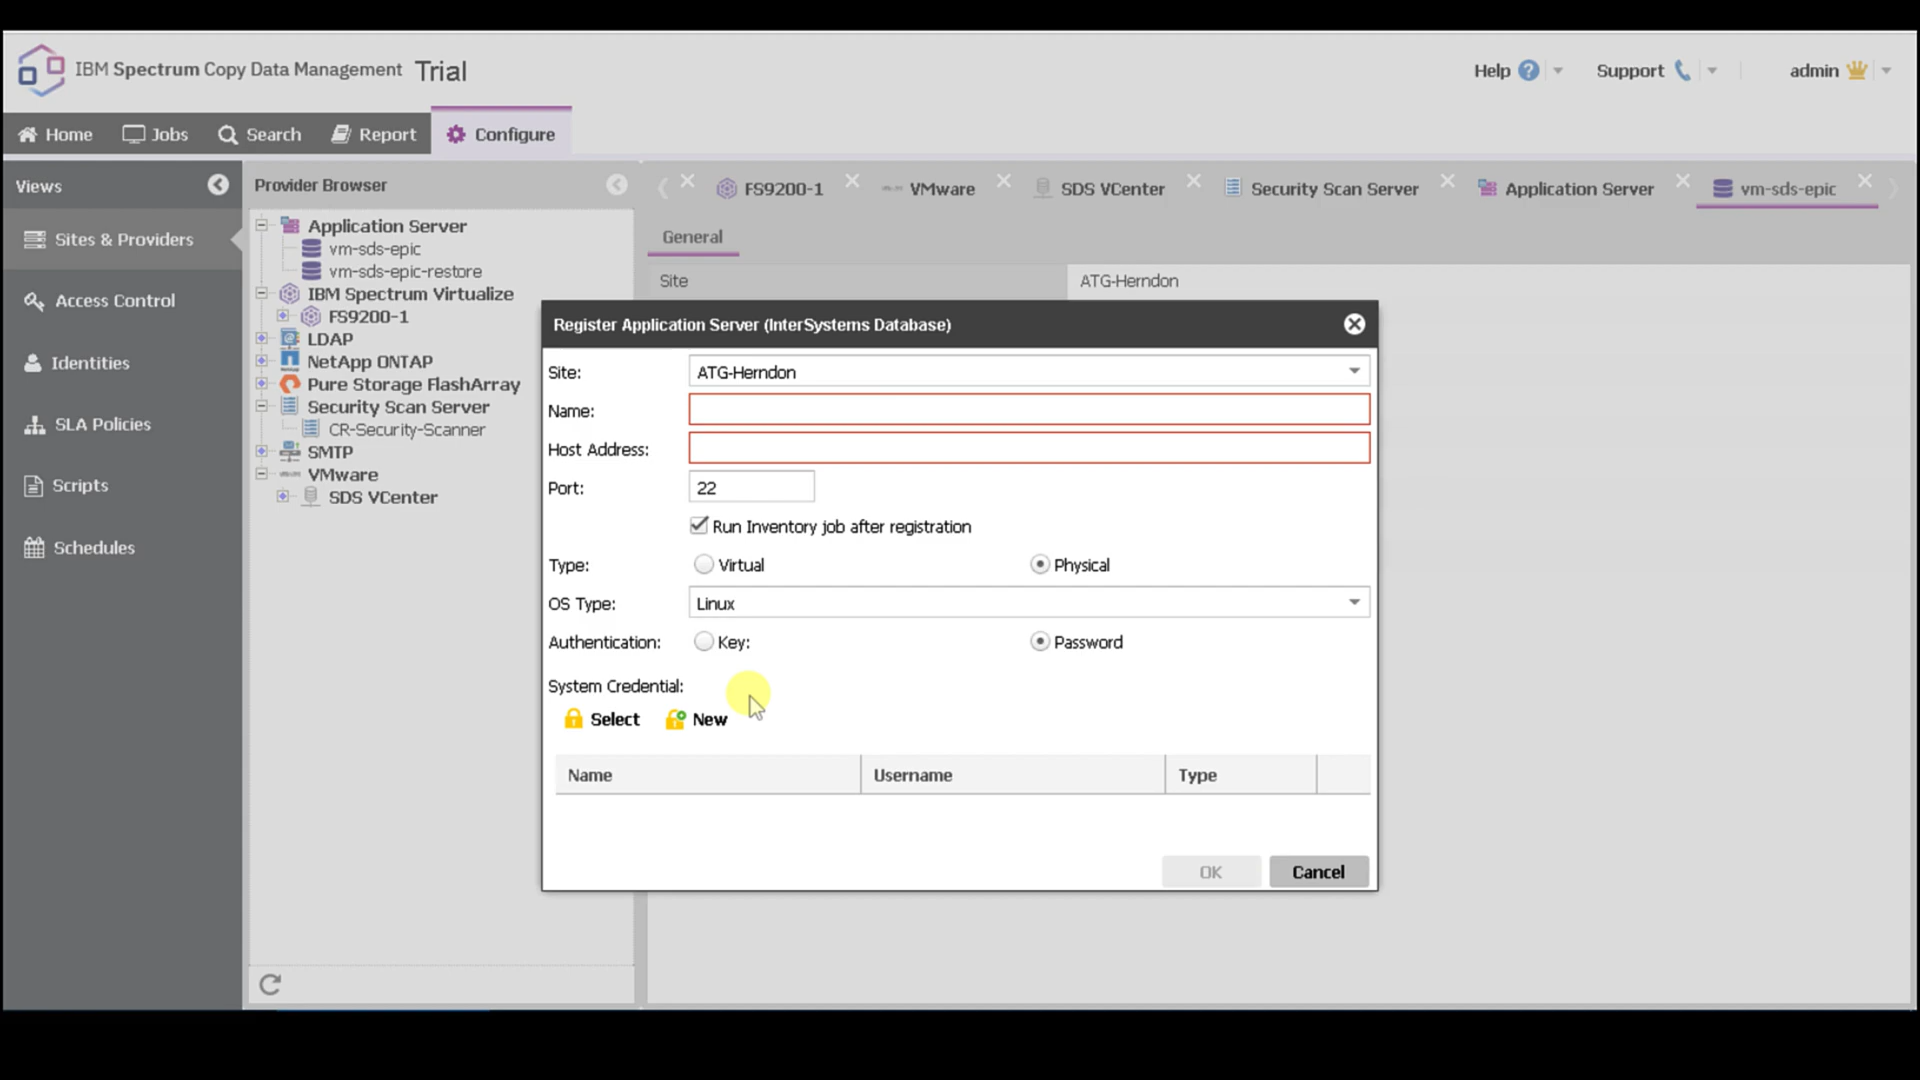 IBM Spectrum Copy Data Management Trial
Help ? Support admin
Home Jobs Search Report Configure
Views
Sites & Providers
Access Control
Identities
SLA Policies
Scripts
Schedules
Provider Browser
Application Server
vm-sds-epic
vm-sds-epic-restore
IBM Spectrum Virtualize
FS9200-1
LDAP
NetApp ONTAP
Pure Storage FlashArray
Security Scan Server
CR-Security-Scanner
SMTP
VMware
SDS VCenter
FS9200-1 VMware SDS VCenter Security Scan Server Application Server vm-sds-epic
General
Site ATG-Herndon
Register Application Server (InterSystems Database)
Site: ATG-Herndon
Name:
Host Address:
Port: 22
Run Inventory job after registration
Type: Virtual Physical
OS Type: Linux
Authentication: Key: Password
System Credential:
Select New
Name Username Type
OK Cancel